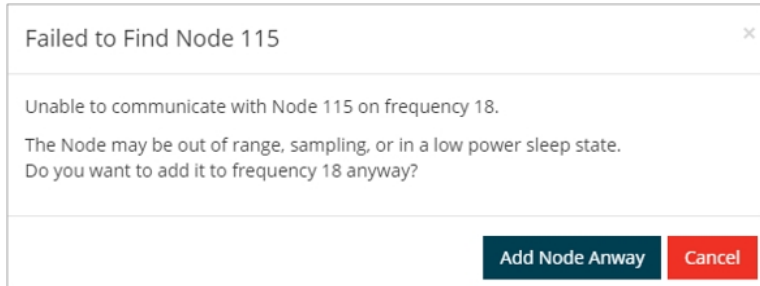 Failed to Find Node 115
×
Unable to communicate with Node 115 on frequency 18.
The Node may be out of range, sampling, or in a low power sleep state.
Do you want to add it to frequency 18 anyway?
Add Node Anway
Cancel